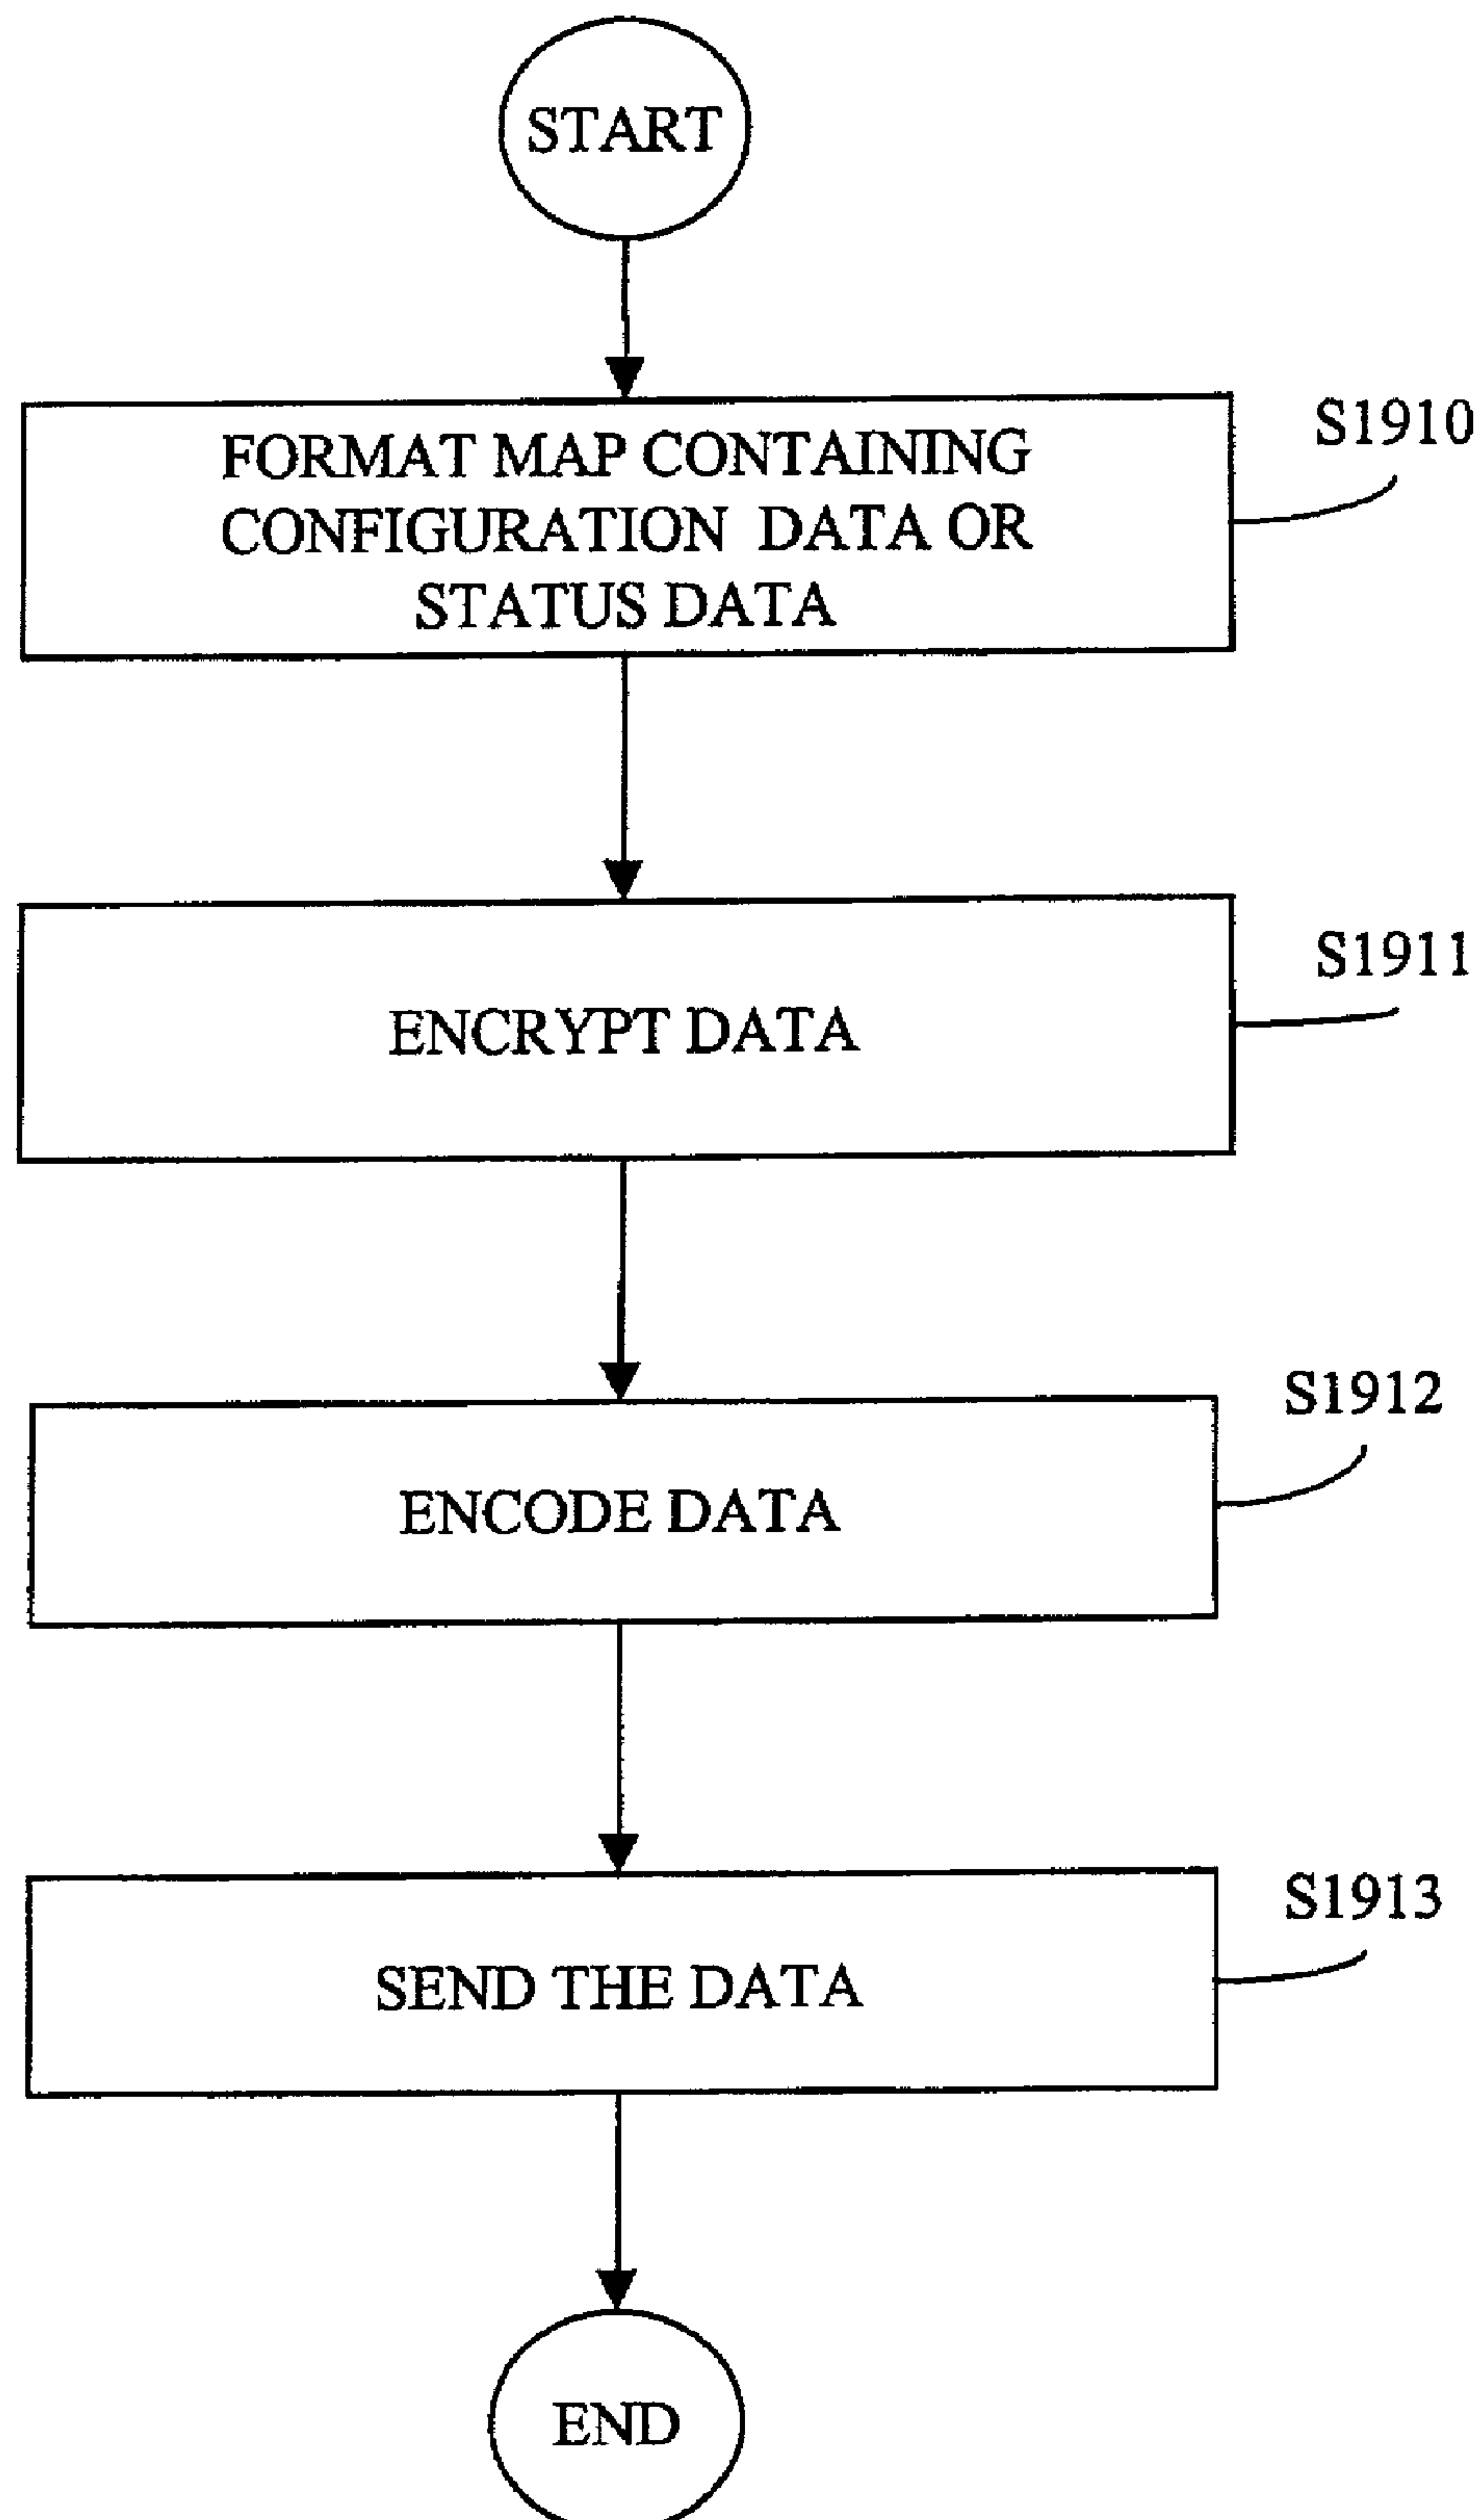 START
FORMAT MAP CONTAINING
CONFIGURATION DATA OR
STATUS DATA
S1910
ENCRYPT DATA
S1911
ENCODE DATA
S1912
SEND THE DATA
S1913
END